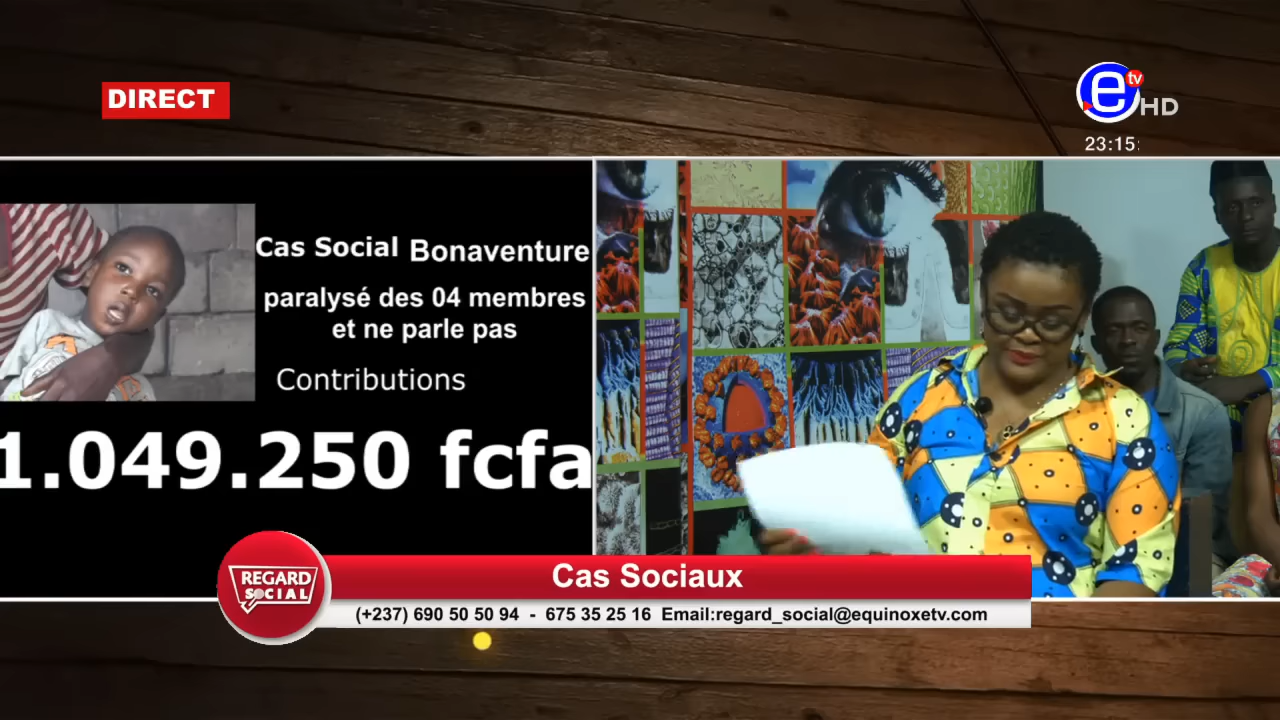 DIRECT
e tv HD
23:15
Cas Social Bonaventure
paralysé des 04 membres
et ne parle pas
Contributions
1.049.250 fcfa
REGARD
SOCIAL
Cas Sociaux
(+237) 690 50 50 94 - 675 35 25 16 Email:regard_social@equinoxetv.com